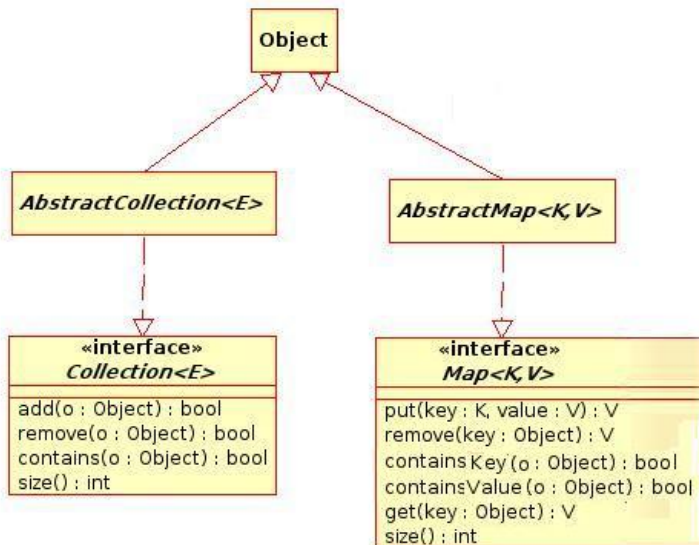 Object
AbstractCollection<E>
AbstractMap<K,V>
«interface»
Collection<E>
add(o : Object) : bool
remove(o : Object) : bool
contains(o : Object) : bool
size() : int
«interface»
Map<K,V>
put(key : K, value : V) : V
remove(key : Object) : V
containsKey(o : Object) : bool
containsValue(o : Object) : bool
get(key : Object) : V
size() : int